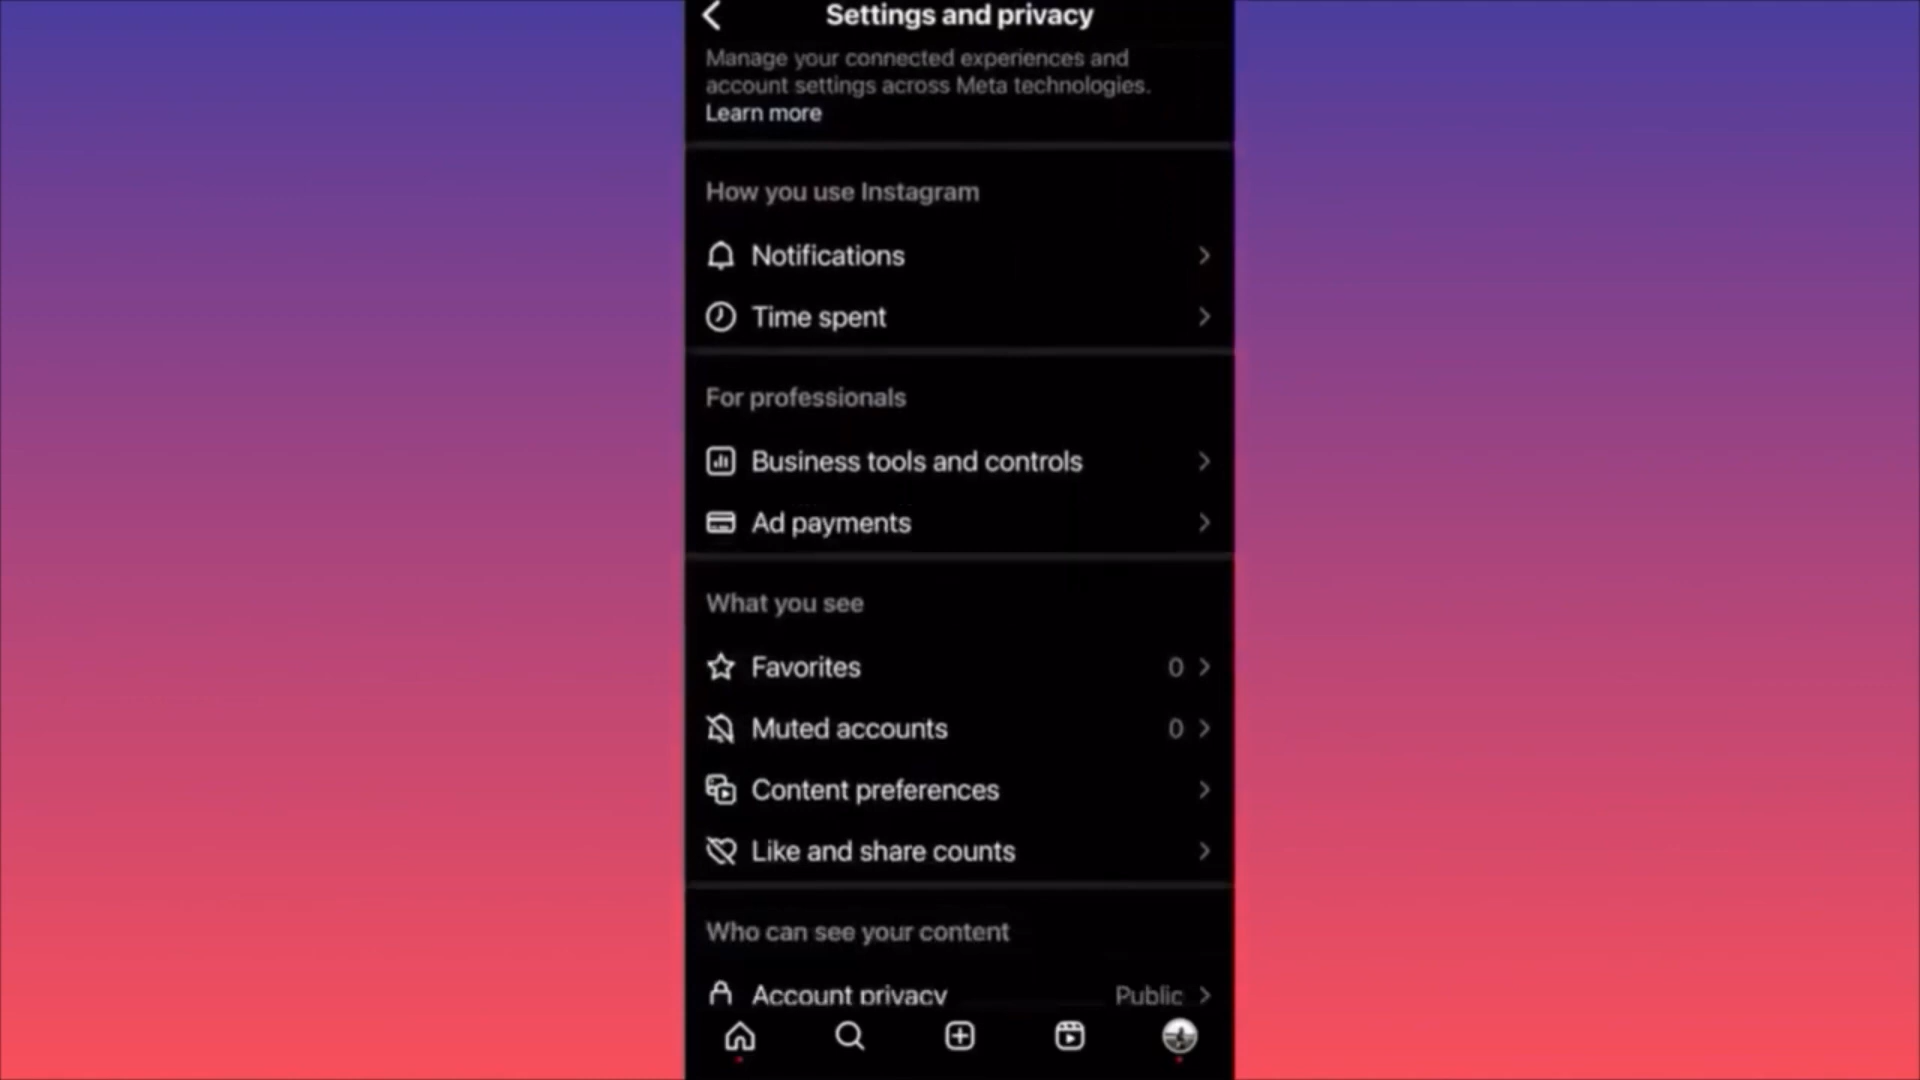 Settings and privacy
Manage your connected experiences and
account settings across Meta technologies.
Learn more
How you use Instagram
Notifications
Time spent
For professionals
Business tools and controls
Ad payments
What you see
Favorites 0
Muted accounts 0
Content preferences
Like and share counts
Who can see your content
Account privacy Public